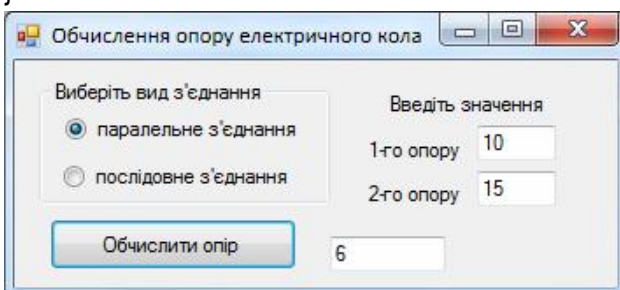 Обчислення опору електричного кола
Виберіть вид з'єднання
паралельне з'єднання
послідовне з'єднання
Введіть значення
1-го опору 10
2-го опору 15
Обчислити опір
6